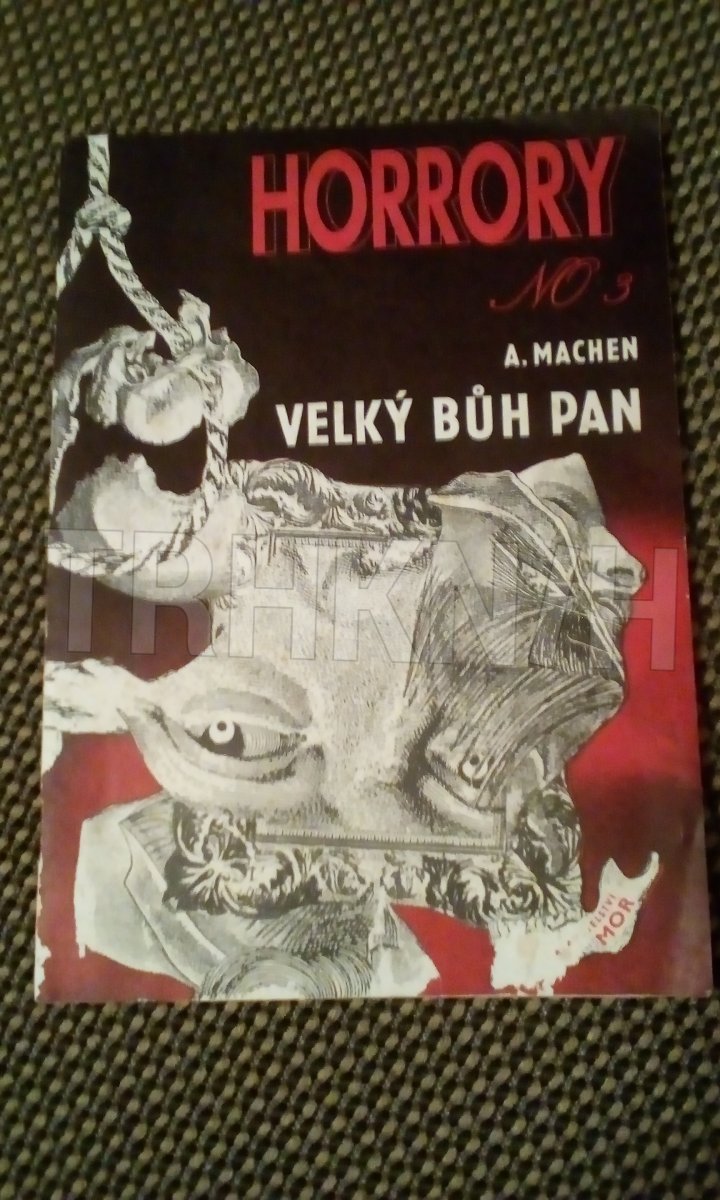 HORRORY
NO 3
A. MACHEN
VELKÝ BŮH PAN
TRHKNIH
MOR